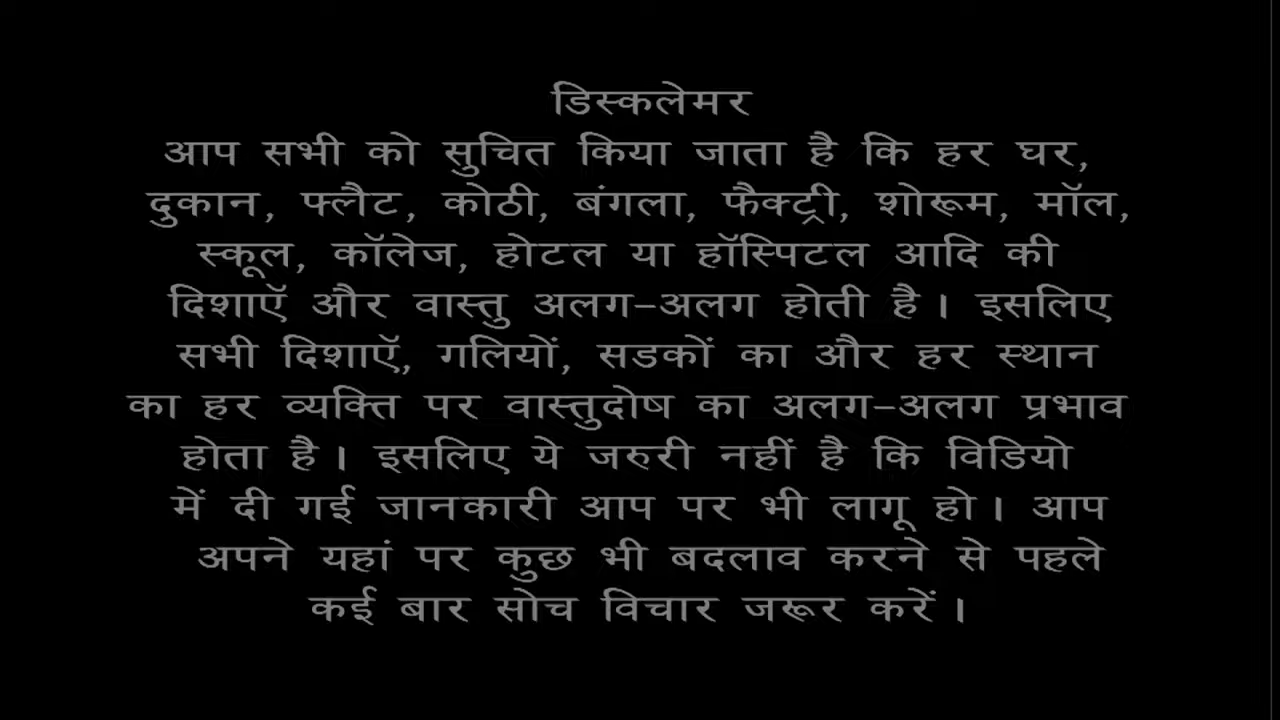 डिस्कलेमर
आप सभी को सुचित किया जाता है कि हर घर,
दुकान, फ्लैट, कोठी, बंगला, फैक्ट्री, शोरूम, मॉल,
स्कूल, कॉलेज, होटल या हॉस्पिटल आदि की
दिशाऍ और वास्तु अलग-अलग होती है। इसलिए
सभी दिशाऍ, गलियों, सडकों का और हर स्थान
का हर व्यक्ति पर वास्तुदोष का अलग-अलग प्रभाव
होता है। इसलिए ये जरुरी नहीं है कि विडियो
में दी गई जानकारी आप पर भी लागू हो। आप
अपने यहां पर कुछ भी बदलाव करने से पहले
कई बार सोच विचार जरूर करें।